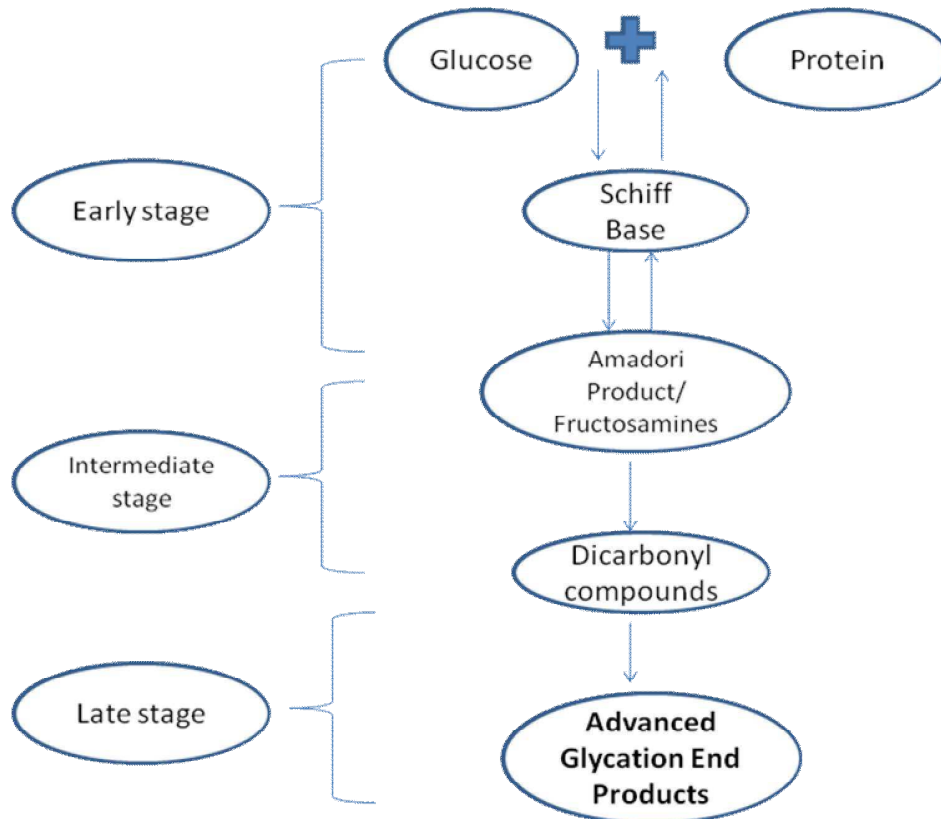 Glucose
Protein
Early stage
Schiff
Base
Amadori
Product/
Fructosamines
Intermediate
stage
Dicarbonyl
compounds
Late stage
Advanced
Glycation End
Products